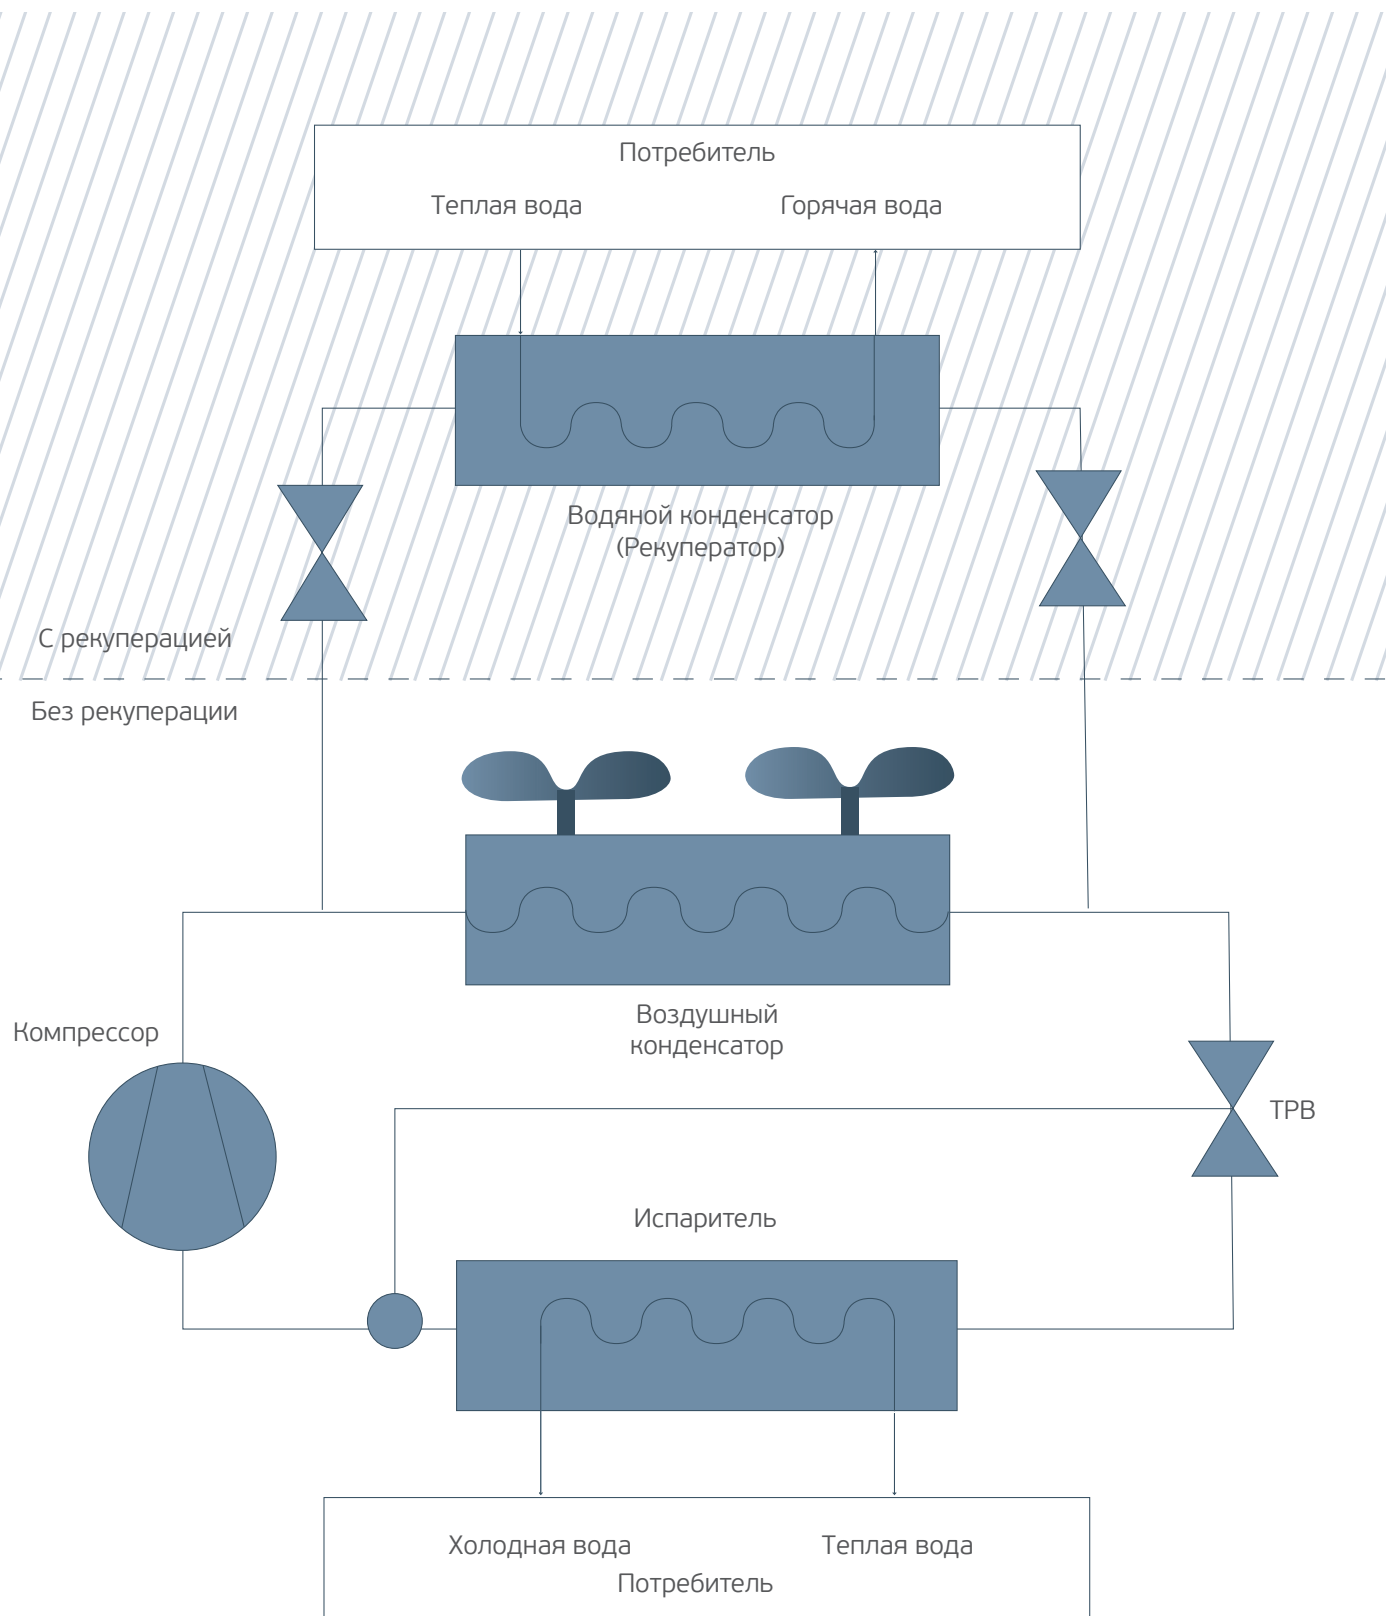 Потребитель
Теплая вода
Горячая вода
Водяной конденсатор
(Рекуператор)
С рекуперацией
Без рекуперации
Воздушный
конденсатор
Компрессор
ТРВ
Испаритель
Холодная вода
Теплая вода
Потребитель